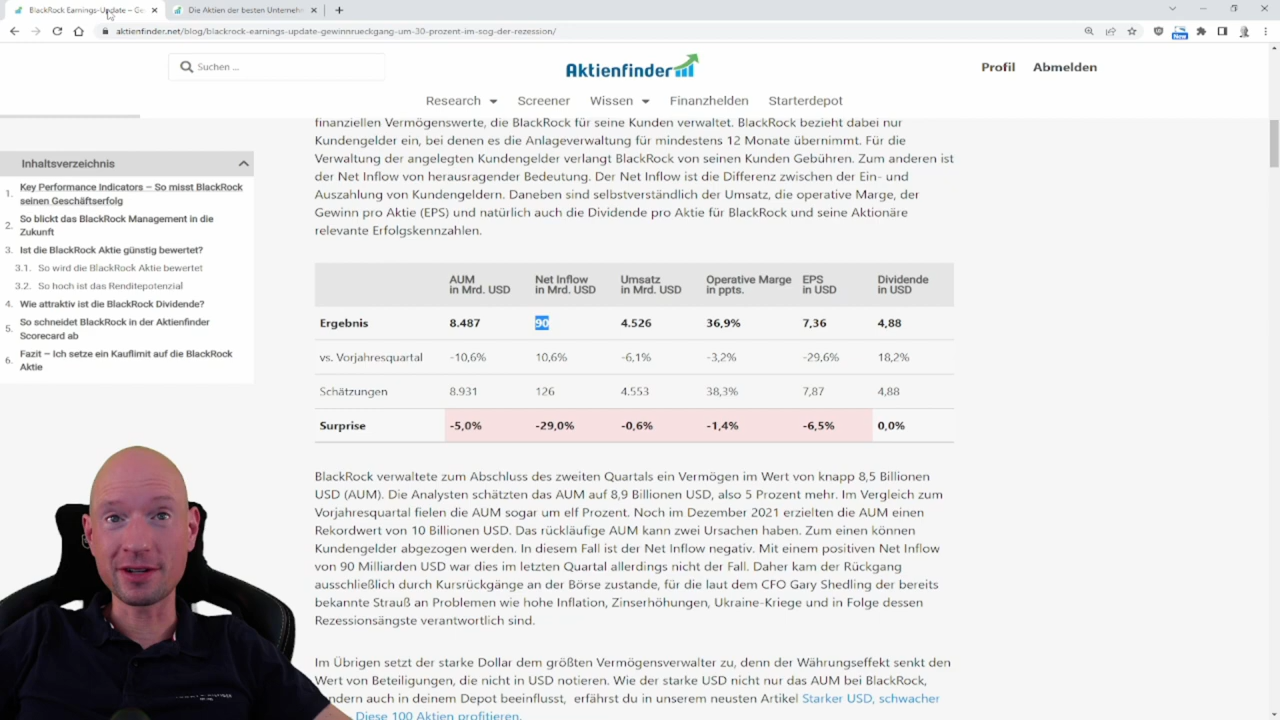 BlackRock Earnings-Update – Ge
Die Aktien der besten Unternehm
aktienfinder.net/blog/blackrock-earnings-update-gewinnrueckgang-um-30-prozent-im-sog-der-rezession/
New
Suchen ...
Aktienfinder
Profil Abmelden
Research Screener Wissen Finanzhelden Starterdepot
Inhaltsverzeichnis
1. Key Performance Indicators – So misst BlackRock
seinen Geschäftserfolg
2. So blickt das BlackRock Management in die
Zukunft
3. Ist die BlackRock Aktie günstig bewertet?
3.1. So wird die BlackRock Aktie bewertet
3.2. So hoch ist das Renditepotenzial
4. Wie attraktiv ist die BlackRock Dividende?
5. So schneidet BlackRock in der Aktienfinder
Scorecard ab
6. Fazit – Ich setze ein Kauflimit auf die BlackRock
Aktie
finanziellen Vermögenswerte, die BlackRock für seine Kunden verwaltet. BlackRock bezieht dabei nur
Kundengelder ein, bei denen es die Anlageverwaltung für mindestens 12 Monate übernimmt. Für die
Verwaltung der angelegten Kundengelder verlangt BlackRock von seinen Kunden Gebühren. Zum anderen ist
der Net Inflow von herausragender Bedeutung. Der Net Inflow ist die Differenz zwischen der Ein- und
Auszahlung von Kundengeldern. Daneben sind selbstverständlich der Umsatz, die operative Marge, der
Gewinn pro Aktie (EPS) und natürlich auch die Dividende pro Aktie für BlackRock und seine Aktionäre
relevante Erfolgskennzahlen.
AUM Net Inflow Umsatz Operative Marge EPS Dividende
in Mrd. USD in Mrd. USD in Mrd. USD in ppts. in USD in USD
Ergebnis 8.487 90 4.526 36,9% 7,36 4,88
vs. Vorjahresquartal -10,6% 10,6% -6,1% -3,2% -29,6% 18,2%
Schätzungen 8.931 126 4.553 38,3% 7,87 4,88
Surprise -5,0% -29,0% -0,6% -1,4% -6,5% 0,0%
BlackRock verwaltete zum Abschluss des zweiten Quartals ein Vermögen im Wert von knapp 8,5 Billionen
USD (AUM). Die Analysten schätzten das AUM auf 8,9 Billionen USD, also 5 Prozent mehr. Im Vergleich zum
Vorjahresquartal fielen die AUM sogar um elf Prozent. Noch im Dezember 2021 erzielten die AUM einen
Rekordwert von 10 Billionen USD. Das rückläufige AUM kann zwei Ursachen haben. Zum einen können
Kundengelder abgezogen werden. In diesem Fall ist der Net Inflow negativ. Mit einem positiven Net Inflow
von 90 Milliarden USD war dies im letzten Quartal allerdings nicht der Fall. Daher kam der Rückgang
ausschließlich durch Kursrückgänge an der Börse zustande, für die laut dem CFO Gary Shedling der bereits
bekannte Strauß an Problemen wie hohe Inflation, Zinserhöhungen, Ukraine-Kriege und in Folge dessen
Rezessionsängste verantwortlich sind.
Im Übrigen setzt der starke Dollar dem größten Vermögensverwalter zu, denn der Währungseffekt senkt den
Wert von Beteiligungen, die nicht in USD notieren. Wie der starke USD nicht nur das AUM bei BlackRock,
ndern auch in deinem Depot beeinflusst, erfährst du in unserem neusten Artikel Starker USD, schwacher
Diese 100 Aktien profitieren.